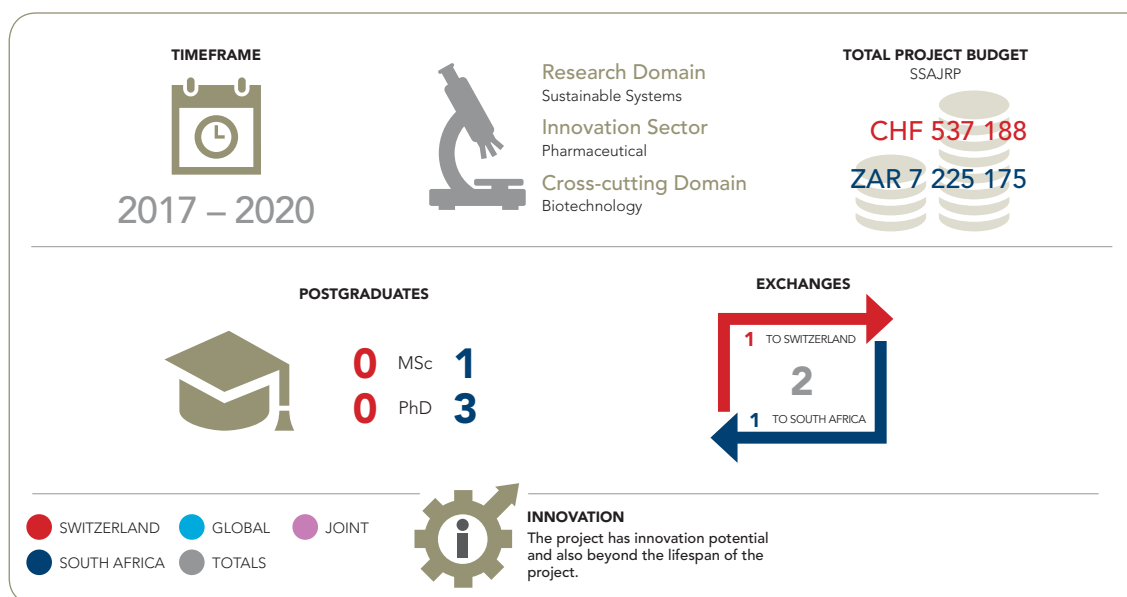 TIMEFRAME
2017 – 2020
Research Domain
Sustainable Systems
Innovation Sector
Pharmaceutical
Cross-cutting Domain
Biotechnology
TOTAL PROJECT BUDGET
SSAJRP
CHF 537 188
ZAR 7 225 175
POSTGRADUATES
0 MSc 1
0 PhD 3
EXCHANGES
1 TO SWITZERLAND
2
1 TO SOUTH AFRICA
SWITZERLAND
GLOBAL
JOINT
SOUTH AFRICA
TOTALS
i
INNOVATION
The project has innovation potential
and also beyond the lifespan of the
project.